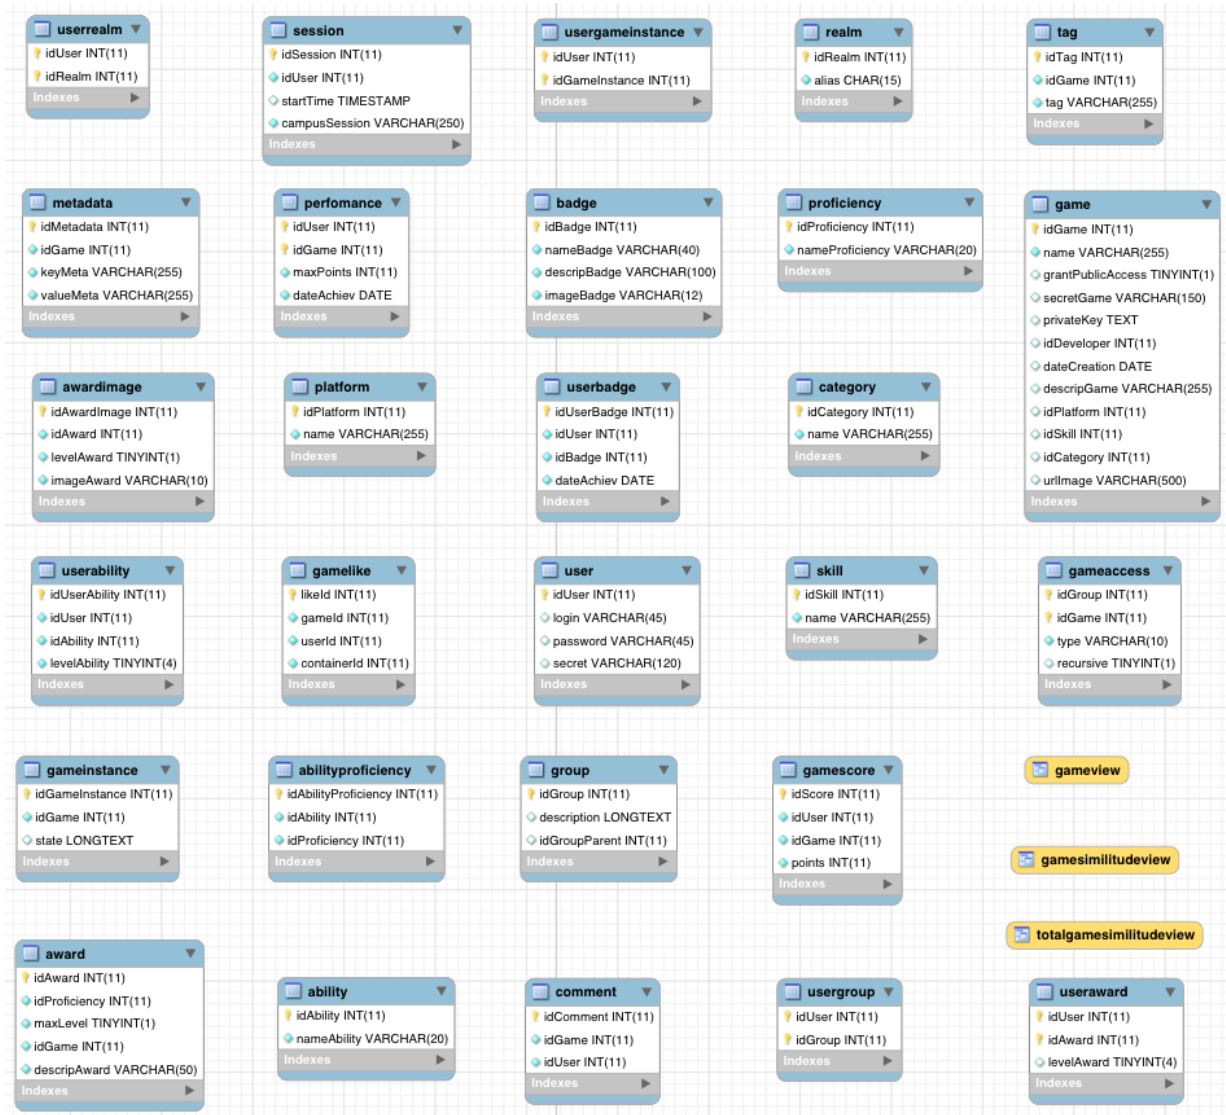 userrealm
idUser INT(11)
idRealm INT(11)
Indexes
session
idSession INT(11)
idUser INT(11)
startTime TIMESTAMP
campusSession VARCHAR(250)
Indexes
usergameinstance
idUser INT(11)
idGameInstance INT(11)
Indexes
realm
idRealm INT(11)
alias CHAR(15)
Indexes
tag
idTag INT(11)
idGame INT(11)
tag VARCHAR(255)
Indexes
metadata
idMetadata INT(11)
idGame INT(11)
keyMeta VARCHAR(255)
valueMeta VARCHAR(255)
Indexes
perfomance
idUser INT(11)
idGame INT(11)
maxPoints INT(11)
dateAchiev DATE
Indexes
badge
idBadge INT(11)
nameBadge VARCHAR(40)
descripBadge VARCHAR(100)
imageBadge VARCHAR(12)
Indexes
proficiency
idProficiency INT(11)
nameProficiency VARCHAR(20)
Indexes
game
idGame INT(11)
name VARCHAR(255)
grantPublicAccess TINYINT(1)
secretGame VARCHAR(150)
privateKey TEXT
idDeveloper INT(11)
dateCreation DATE
descripGame VARCHAR(255)
idPlatform INT(11)
idSkill INT(11)
idCategory INT(11)
urlImage VARCHAR(500)
Indexes
awardimage
idAwardImage INT(11)
idAward INT(11)
levelAward TINYINT(1)
imageAward VARCHAR(10)
Indexes
platform
idPlatform INT(11)
name VARCHAR(255)
Indexes
userbadge
idUserBadge INT(11)
idUser INT(11)
idBadge INT(11)
dateAchiev DATE
Indexes
category
idCategory INT(11)
name VARCHAR(255)
Indexes
userability
idUserAbility INT(11)
idUser INT(11)
idAbility INT(11)
levelAbility TINYINT(4)
Indexes
gamelike
likeId INT(11)
gameId INT(11)
userId INT(11)
containerId INT(11)
Indexes
user
idUser INT(11)
login VARCHAR(45)
password VARCHAR(45)
secret VARCHAR(120)
Indexes
skill
idSkill INT(11)
name VARCHAR(255)
Indexes
gameaccess
idGroup INT(11)
idGame INT(11)
type VARCHAR(10)
recursive TINYINT(1)
Indexes
gameinstance
idGameInstance INT(11)
idGame INT(11)
state LONGTEXT
Indexes
abilityproficiency
idAbilityProficiency INT(11)
idAbility INT(11)
idProficiency INT(11)
Indexes
group
idGroup INT(11)
description LONGTEXT
idGroupParent INT(11)
Indexes
gamescore
idScore INT(11)
idUser INT(11)
idGame INT(11)
points INT(11)
Indexes
gameview
gamesimilitudeview
totalgamesimilitudeview
award
idAward INT(11)
idProficiency INT(11)
maxLevel TINYINT(1)
idGame INT(11)
descripAward VARCHAR(50)
Indexes
ability
idAbility INT(11)
nameAbility VARCHAR(20)
Indexes
comment
idComment INT(11)
idGame INT(11)
idUser INT(11)
Indexes
usergroup
idUser INT(11)
idGroup INT(11)
Indexes
useraward
idUser INT(11)
idAward INT(11)
levelAward TINYINT(4)
Indexes